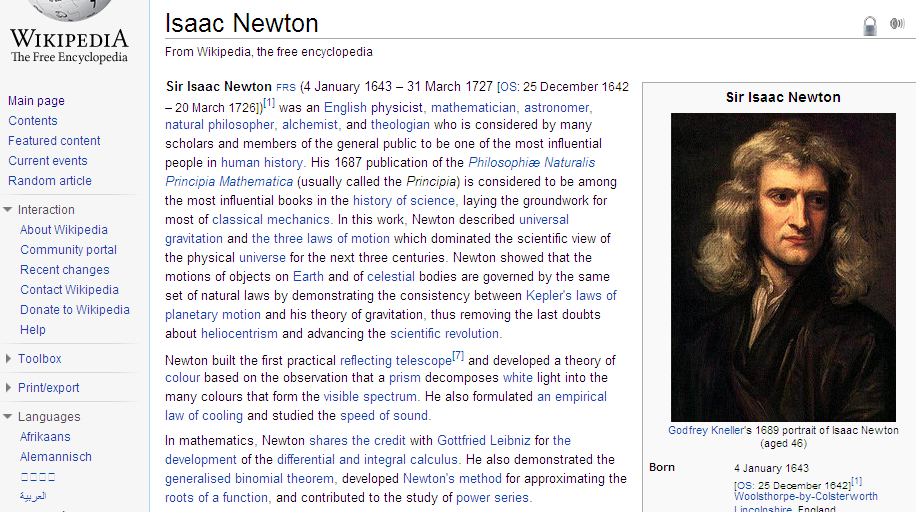 WIKIPEDIA
The Free Encyclopedia
Main page
Contents
Featured content
Current events
Random article
Interaction
About Wikipedia
Community portal
Recent changes
Contact Wikipedia
Donate to Wikipedia
Help
Toolbox
Print/export
Languages
Afrikaans
Alemannisch
العربية
Isaac Newton
From Wikipedia, the free encyclopedia
Sir Isaac Newton FRS (4 January 1643 – 31 March 1727 [OS: 25 December 1642
– 20 March 1726])[1] was an English physicist, mathematician, astronomer,
natural philosopher, alchemist, and theologian who is considered by many
scholars and members of the general public to be one of the most influential
people in human history. His 1687 publication of the Philosophiæ Naturalis
Principia Mathematica (usually called the Principia) is considered to be among
the most influential books in the history of science, laying the groundwork for
most of classical mechanics. In this work, Newton described universal
gravitation and the three laws of motion which dominated the scientific view of
the physical universe for the next three centuries. Newton showed that the
motions of objects on Earth and of celestial bodies are governed by the same
set of natural laws by demonstrating the consistency between Kepler's laws of
planetary motion and his theory of gravitation, thus removing the last doubts
about heliocentrism and advancing the scientific revolution.
Newton built the first practical reflecting telescope[7] and developed a theory of
colour based on the observation that a prism decomposes white light into the
many colours that form the visible spectrum. He also formulated an empirical
law of cooling and studied the speed of sound.
In mathematics, Newton shares the credit with Gottfried Leibniz for the
development of the differential and integral calculus. He also demonstrated the
generalised binomial theorem, developed Newton's method for approximating the
roots of a function, and contributed to the study of power series.
Sir Isaac Newton
Godfrey Kneller's 1689 portrait of Isaac Newton
(aged 46)
Born 4 January 1643
[OS: 25 December 1642][1]
Woolsthorpe-by-Colsterworth
Lincolnshire, England